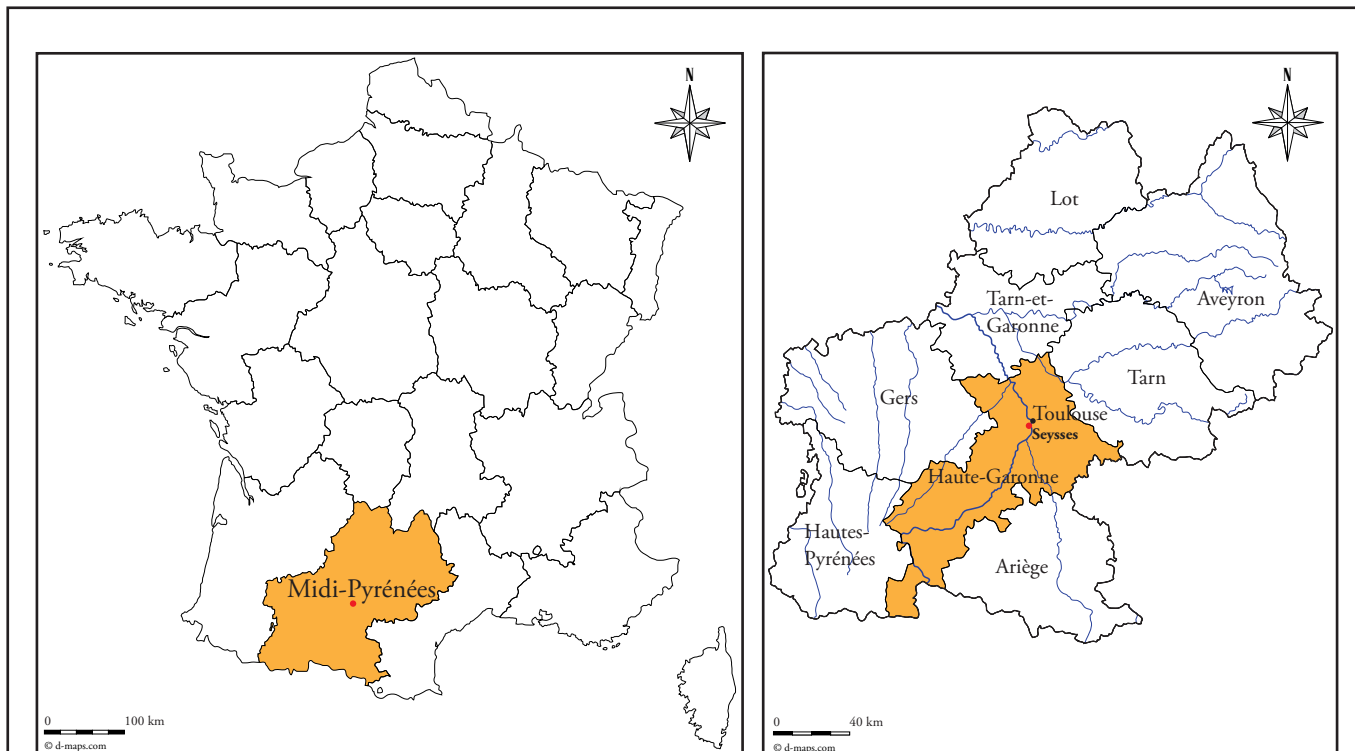 N
Midi-Pyrénées
0 100 km
© d-maps.com
N
Lot
Tarn-et-
Garonne
Aveyron
Gers
Tarn
Toulouse
Seysses
Haute-Garonne
Hautes-
Pyrénées
Ariège
0 40 km
© d-maps.com